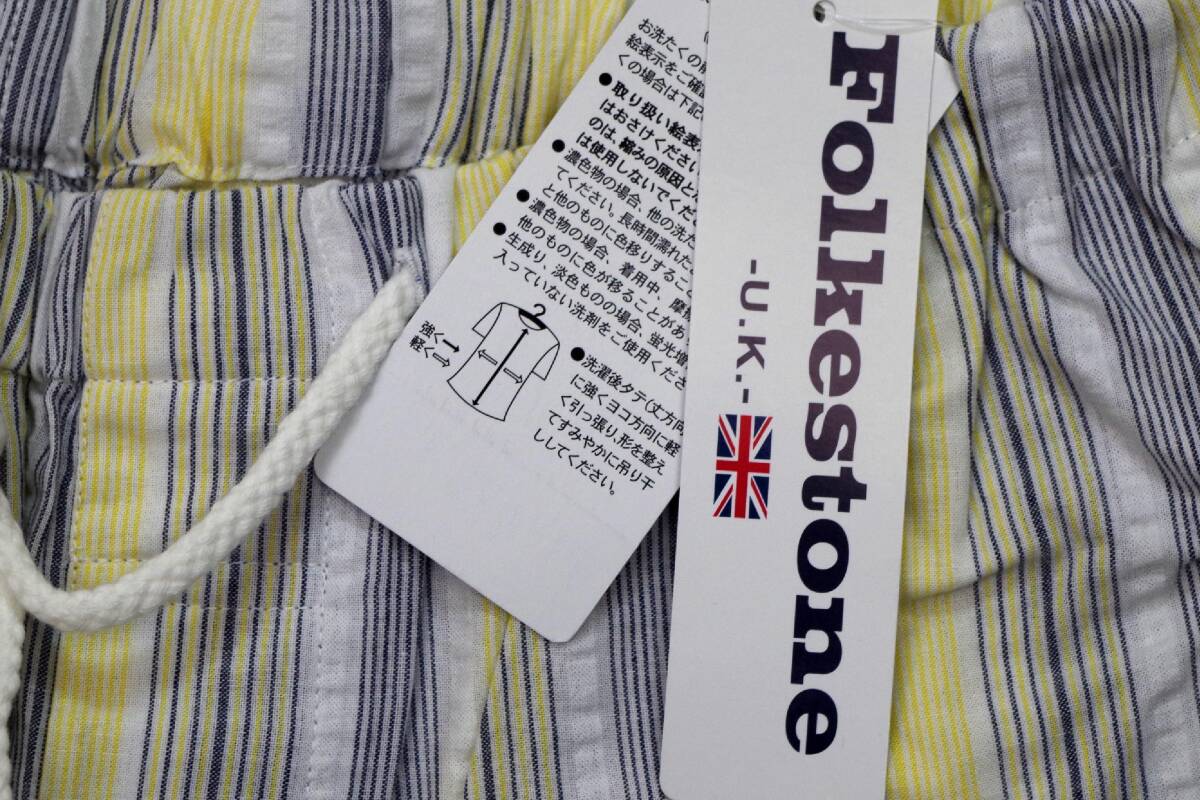 お洗たくの
絵表示をご確
くの場合は下記
●取り扱い絵表
はおさけください
のは、縮みの原因と
は使用しないでくだ
●濃色物の場合、他の洗た
てください。長時間濡れた
と他のものに色移りするこ
●濃色物の場合、着用中、摩
他のものに色が移ることがあ
●生成り、淡色ものの場合、蛍光増
入っていない洗剤をご使用くださ
強く
軽く
●洗濯後タテ(丈方向
に強くヨコ方向に軽
く引っ張り、形を整え
てすみやかに吊り干
ししてください。
Folkestone
-U.K.-